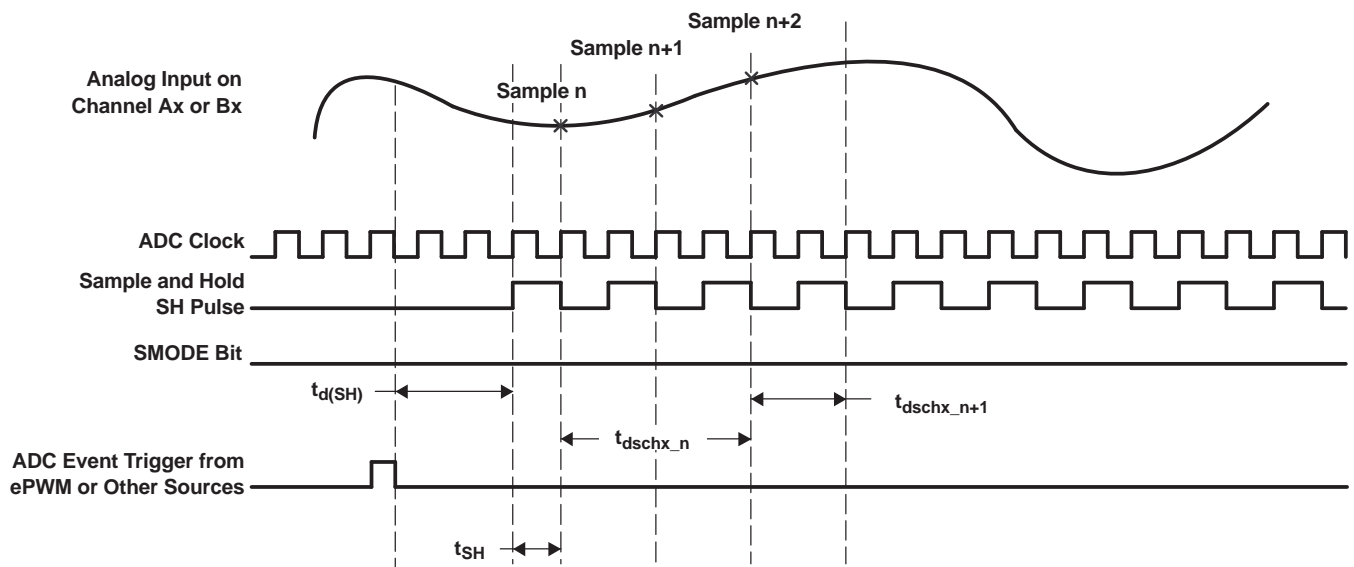 Sample n+2
Sample n+1
Analog Input on
Channel Ax or Bx
Sample n
ADC Clock
Sample and Hold
SH Pulse
SMODE Bit
td(SH)
tdschx_n+1
tdschx_n
ADC Event Trigger from
ePWM or Other Sources
tSH